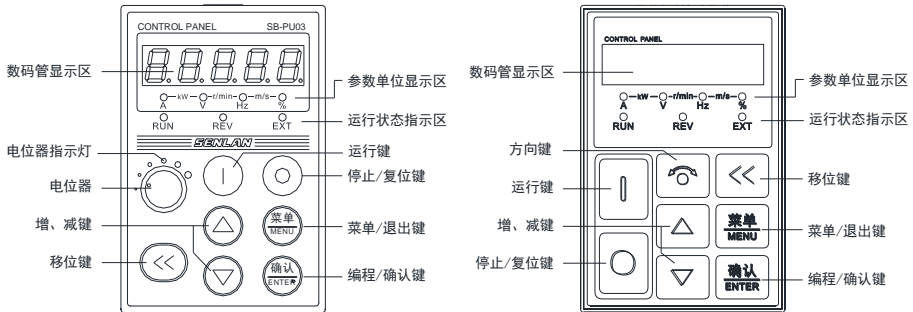 CONTROL PANEL SB-PU03
数码管显示区
8.8.8.8.8.
kW r/min m/s
A V Hz %
参数单位显示区
RUN REV EXT
运行状态指示区
SENLAN
电位器指示灯
运行键
电位器
停止/复位键
增、减键
菜单
MENU
菜单/退出键
移位键
确认
ENTER
编程/确认键
CONTROL PANEL
数码管显示区
kW r/min m/s
A V Hz %
参数单位显示区
RUN REV EXT
运行状态指示区
方向键
运行键
移位键
增、减键
菜单
MENU
菜单/退出键
停止/复位键
确认
ENTER
编程/确认键